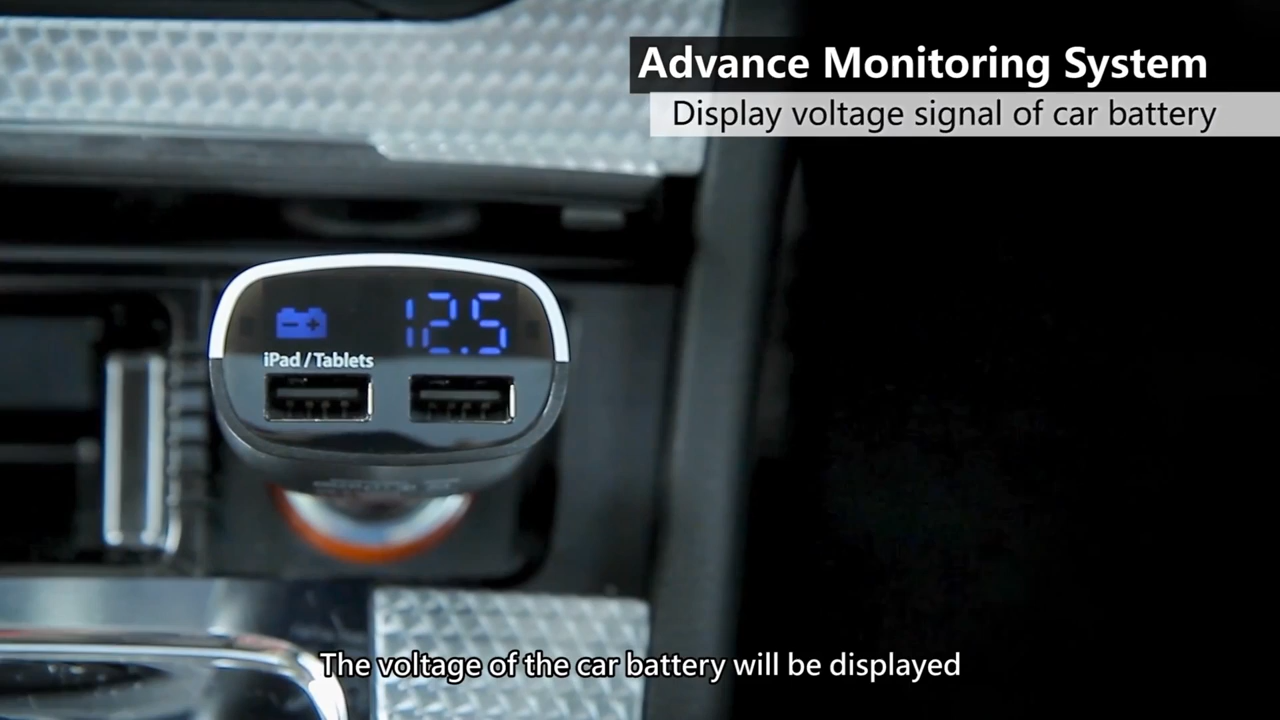 Advance Monitoring System
Display voltage signal of car battery
12.5
iPad / Tablets
The voltage of the car battery will be displayed